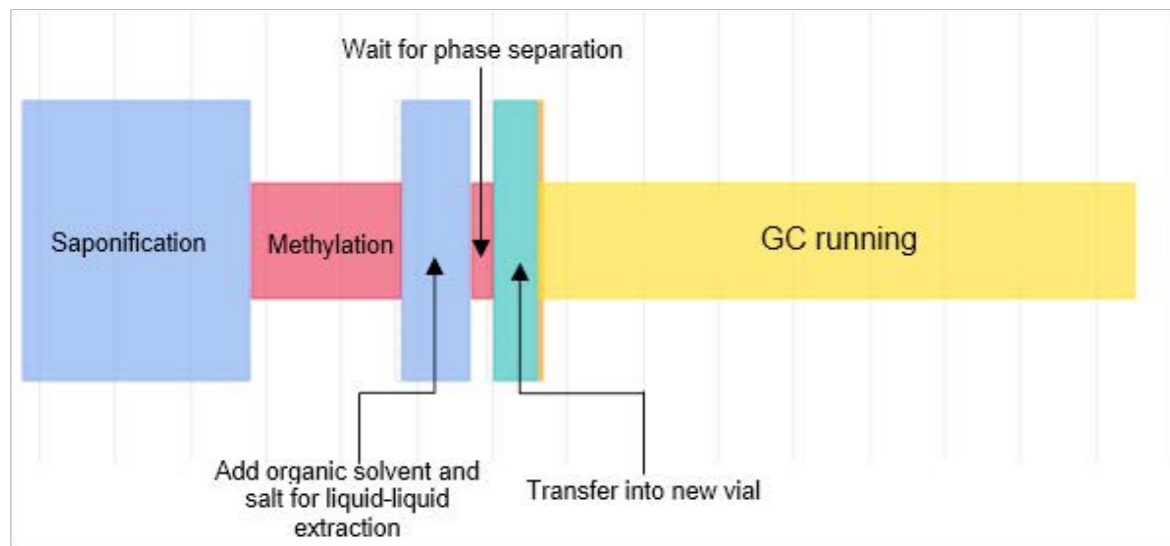 Wait for phase separation
Saponification
Methylation
GC running
Add organic solvent and
salt for liquid-liquid
extraction
Transfer into new vial